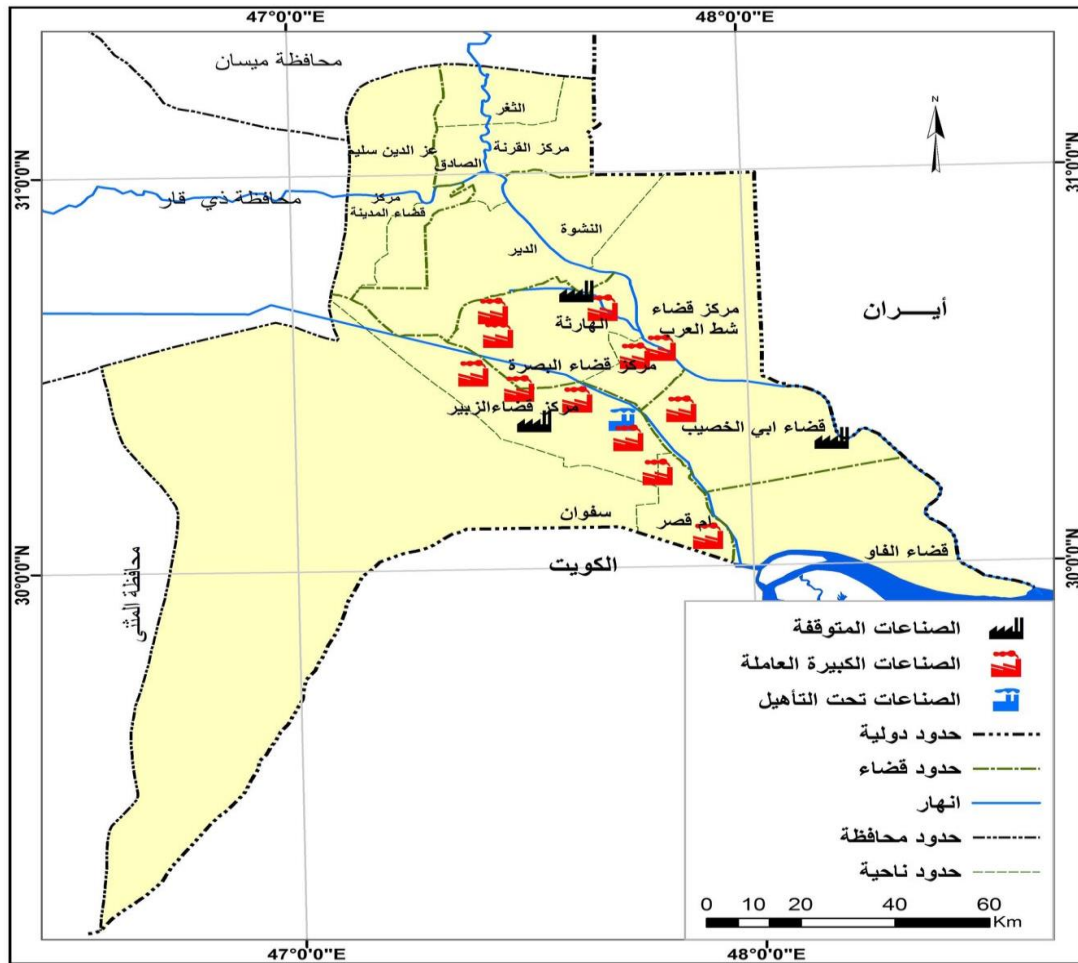 47°0'0"E
48°0'0"E
محافظة ميسان
الثغر
N
مركز القرنة
عز الدين سليم
الصادق
31°0'0"N
31°0'0"N
محافظة ذي قار
مركز
قضاء المدينة
النشوة
الدير
أيـــران
مركز قضاء
شط العرب
الهارثة
مركز قضاء البصرة
مركز قضاءالزبير
قضاء ابي الخصيب
سفوان
ام قصر
قضاء الفاو
30°0'0"N
30°0'0"N
الكويت
محافظة المثنى
الصناعات المتوقفة
الصناعات الكبيرة العاملة
الصناعات تحت التأهيل
حدود دولية
حدود قضاء
انهار
حدود محافظة
حدود ناحية
0 10 20 40 60
Km
47°0'0"E
48°0'0"E